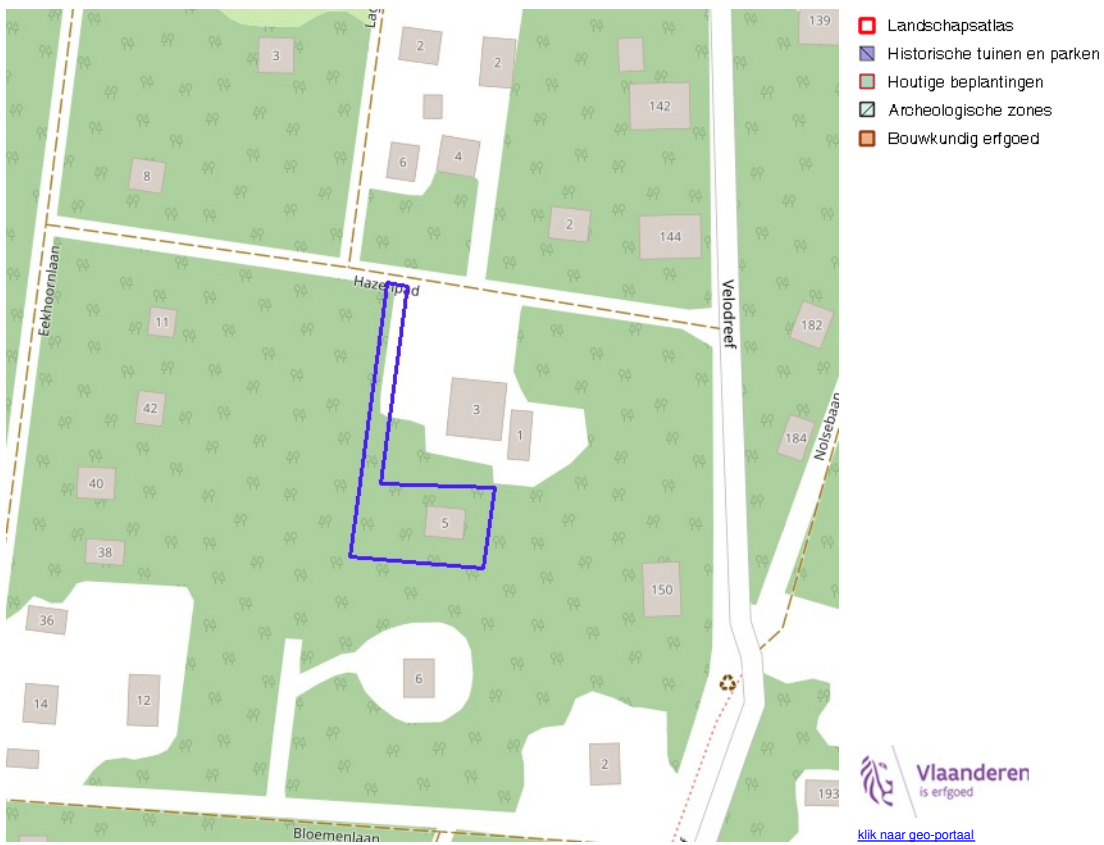 Landschapsatlas
Historische tuinen en parken
Houtige beplantingen
Archeologische zones
Bouwkundig erfgoed
Lag
139
3
2
2
142
6
4
8
2
144
Hazenpad
Eekhoornlaan
Velodreef
11
182
42
3
1
184
Nolsebaan
40
5
38
150
36
6
14
12
2
193
Bloemenlaan
Vlaanderen
is erfgoed
klik naar geo-portaal